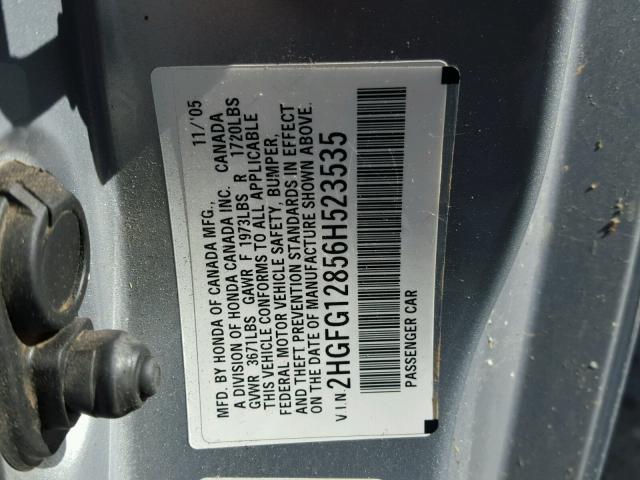 MFD. BY HONDA OF CANADA MFG., 11/'05
A DIVISION OF HONDA CANADA INC. CANADA
GVWR 3671LBS GAWR F 1973LBS R 1720LBS
THIS VEHICLE CONFORMS TO ALL APPLICABLE
FEDERAL MOTOR VEHICLE SAFETY, BUMPER,
AND THEFT PREVENTION STANDARDS IN EFFECT
ON THE DATE OF MANUFACTURE SHOWN ABOVE.
V.I.N. 2HGFG12856H523535
PASSENGER CAR